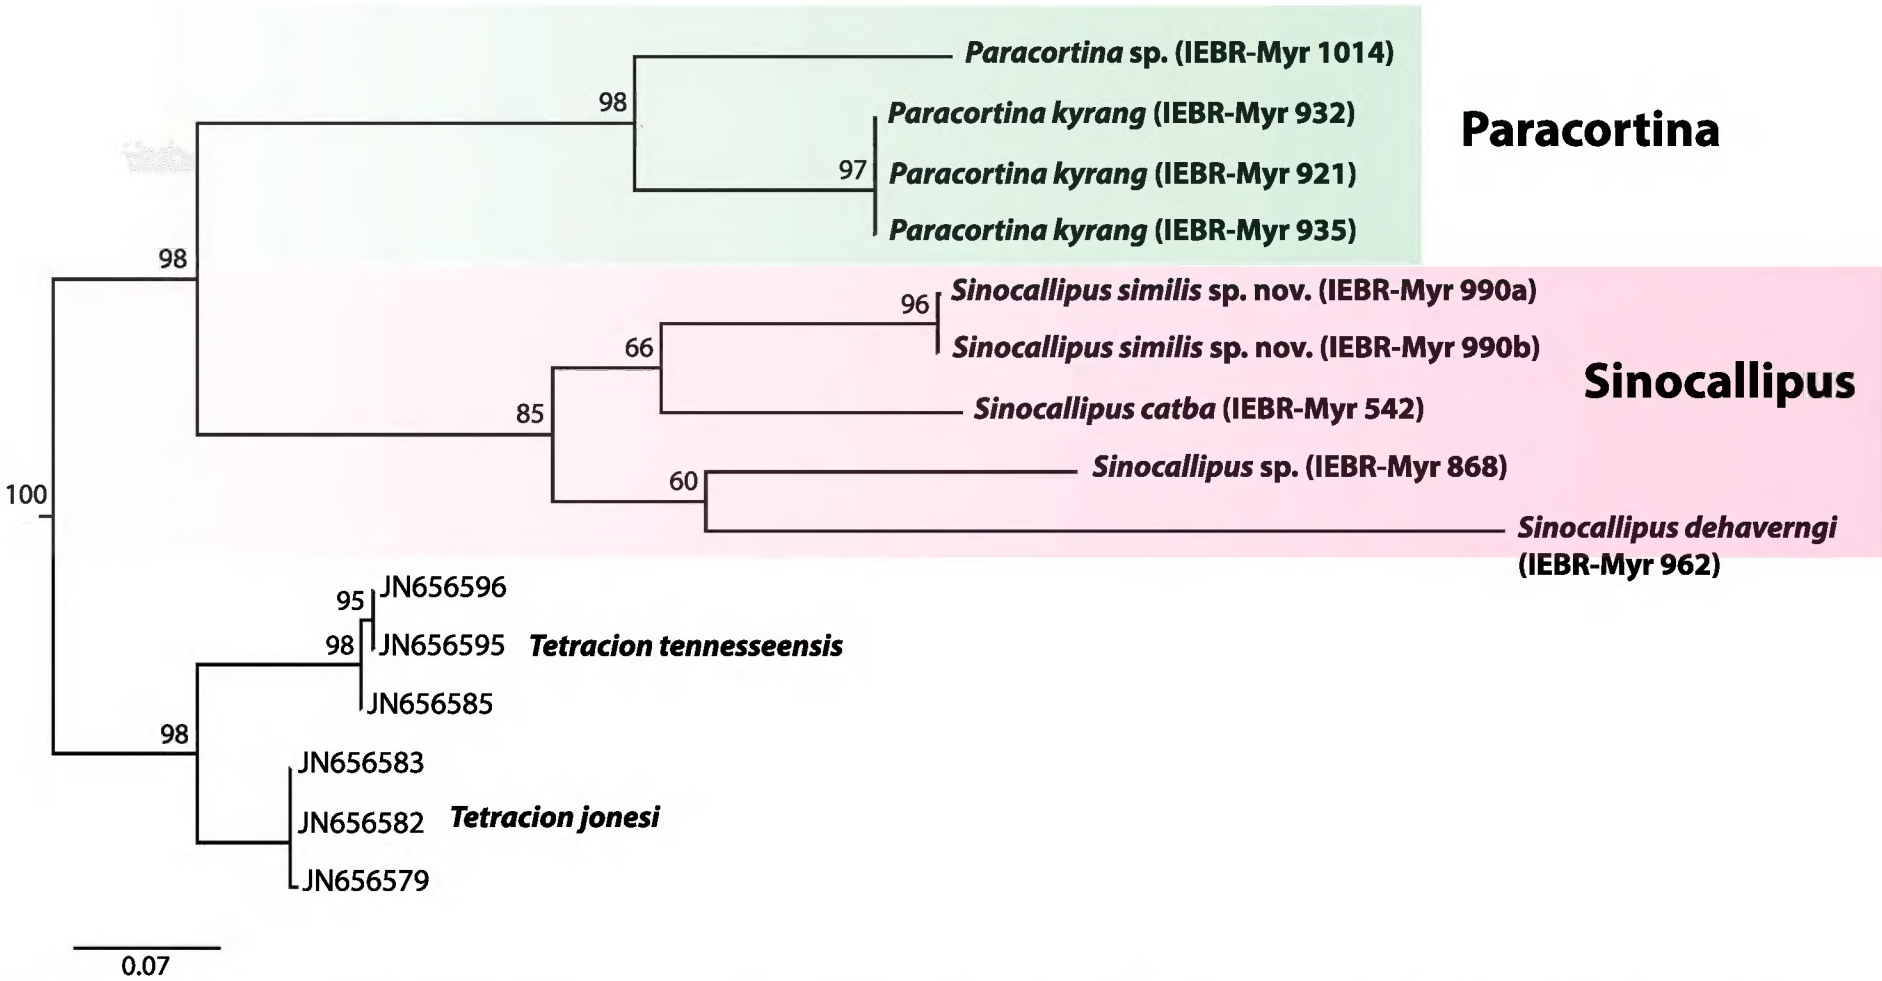 Paracortina sp. (IEBR-Myr 1014)
98
Paracortina kyrang (IEBR-Myr 932)
Paracortina
97
Paracortina kyrang (IEBR-Myr 921)
Paracortina kyrang (IEBR-Myr 935)
98
Sinocallipus similis sp. nov. (IEBR-Myr 990a)
96
66
Sinocallipus similis sp. nov. (IEBR-Myr 990b)
Sinocallipus
85
Sinocallipus catba (IEBR-Myr 542)
Sinocallipus sp. (IEBR-Myr 868)
60
100
Sinocallipus dehaverngi
(IEBR-Myr 962)
JN656596
95
98
JN656595
Tetracion tennesseensis
JN656585
98
JN656583
JN656582
Tetracion jonesi
JN656579
0.07